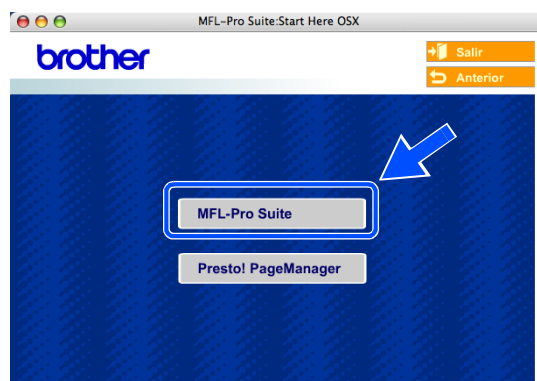 MFL-Pro Suite:Start Here OSX
brother
Salir
Anterior
MFL-Pro Suite
Presto! PageManager